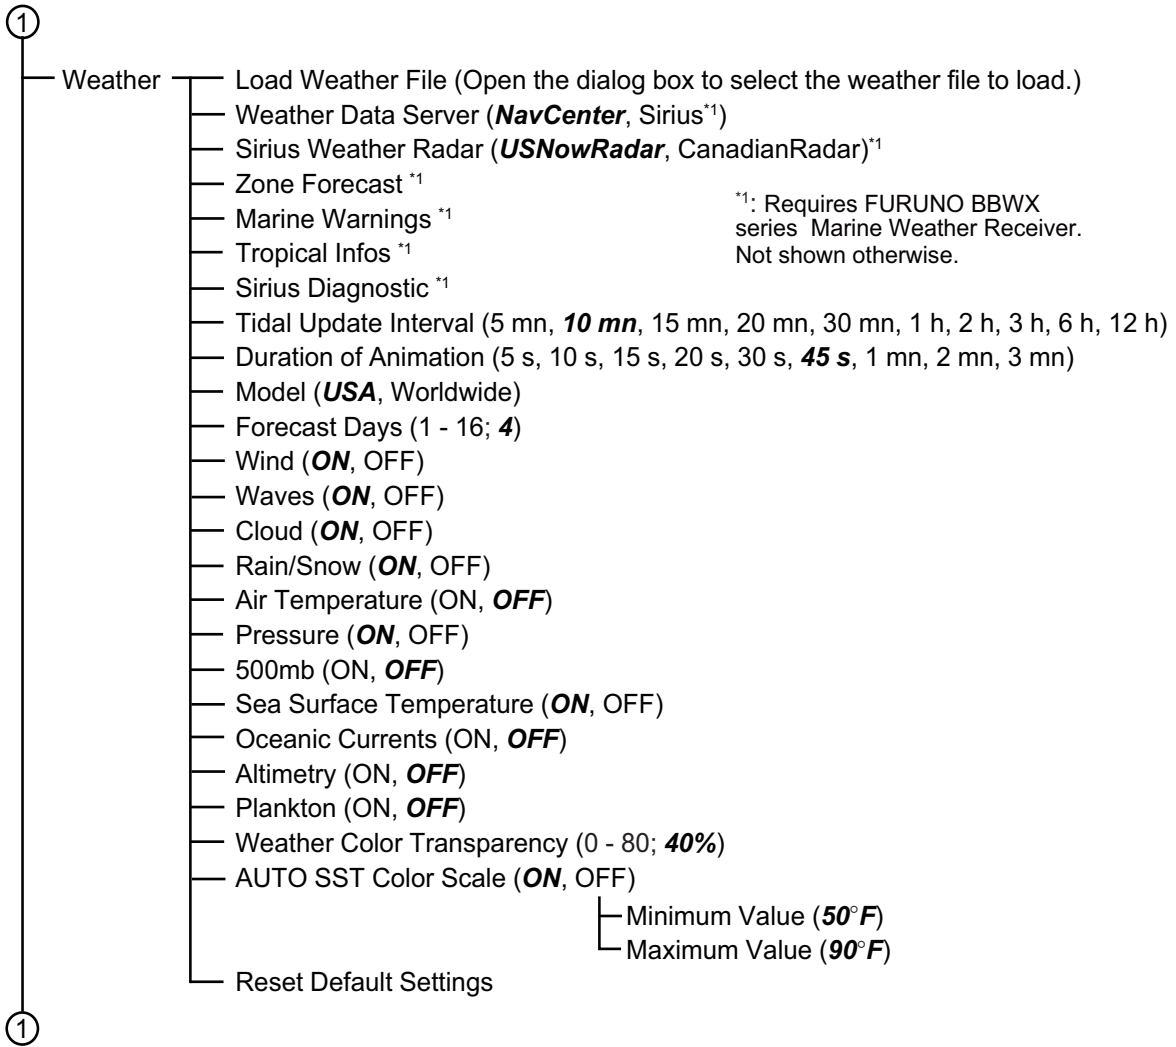 1
Weather
Load Weather File (Open the dialog box to select the weather file to load.)
Weather Data Server (NavCenter, Sirius*1)
Sirius Weather Radar (USNowRadar, CanadianRadar)*1
Zone Forecast *1
Marine Warnings *1
Tropical Infos *1
Sirius Diagnostic *1
*1: Requires FURUNO BBWX
series Marine Weather Receiver.
Not shown otherwise.
Tidal Update Interval (5 mn, 10 mn, 15 mn, 20 mn, 30 mn, 1 h, 2 h, 3 h, 6 h, 12 h)
Duration of Animation (5 s, 10 s, 15 s, 20 s, 30 s, 45 s, 1 mn, 2 mn, 3 mn)
Model (USA, Worldwide)
Forecast Days (1 - 16; 4)
Wind (ON, OFF)
Waves (ON, OFF)
Cloud (ON, OFF)
Rain/Snow (ON, OFF)
Air Temperature (ON, OFF)
Pressure (ON, OFF)
500mb (ON, OFF)
Sea Surface Temperature (ON, OFF)
Oceanic Currents (ON, OFF)
Altimetry (ON, OFF)
Plankton (ON, OFF)
Weather Color Transparency (0 - 80; 40%)
AUTO SST Color Scale (ON, OFF)
Minimum Value (50°F)
Maximum Value (90°F)
Reset Default Settings
1